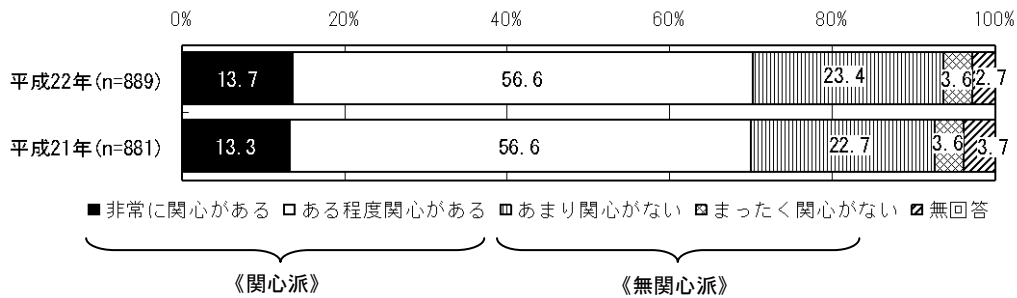 0% 20% 40% 60% 80% 100%
平成22年(n=889) 13.7 56.6 23.4 3.6 2.7
平成21年(n=881) 13.3 56.6 22.7 3.6 3.7
非常に関心がある ある程度関心がある あまり関心がない まったく関心がない 無回答
《関心派》 《無関心派》